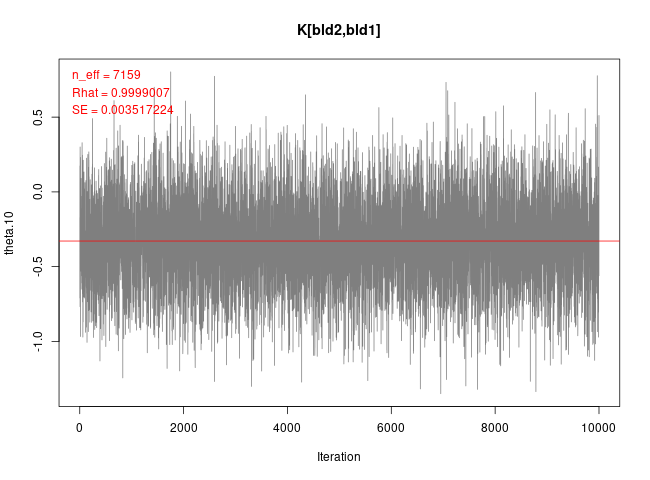 K[bld2,bld1]
n_eff = 7159
Rhat = 0.9999007
SE = 0.003517224
theta.10
0.5
0.0
-0.5
-1.0
0 2000 4000 6000 8000 10000
Iteration